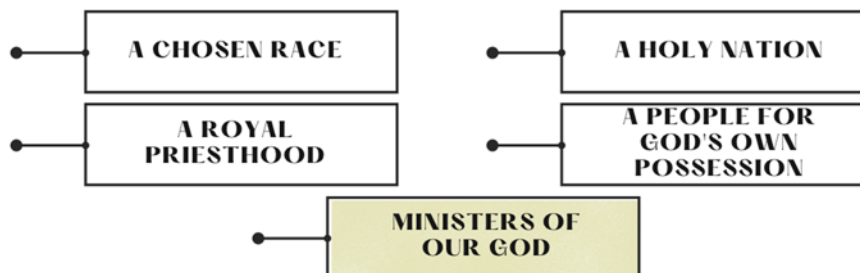 A CHOSEN RACE
A HOLY NATION
A ROYAL
PRIESTHOOD
A PEOPLE FOR
GOD'S OWN
POSSESSION
MINISTERS OF
OUR GOD